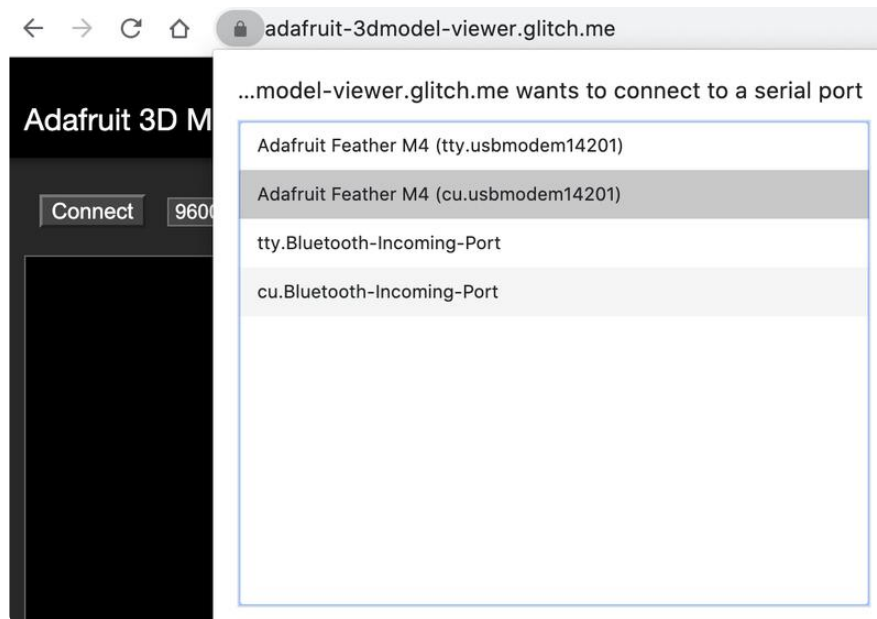 adafruit-3dmodel-viewer.glitch.me
...model-viewer.glitch.me wants to connect to a serial port
Adafruit 3D M
Adafruit Feather M4 (tty.usbmodem14201)
Adafruit Feather M4 (cu.usbmodem14201)
Connect 9600
tty.Bluetooth-Incoming-Port
cu.Bluetooth-Incoming-Port